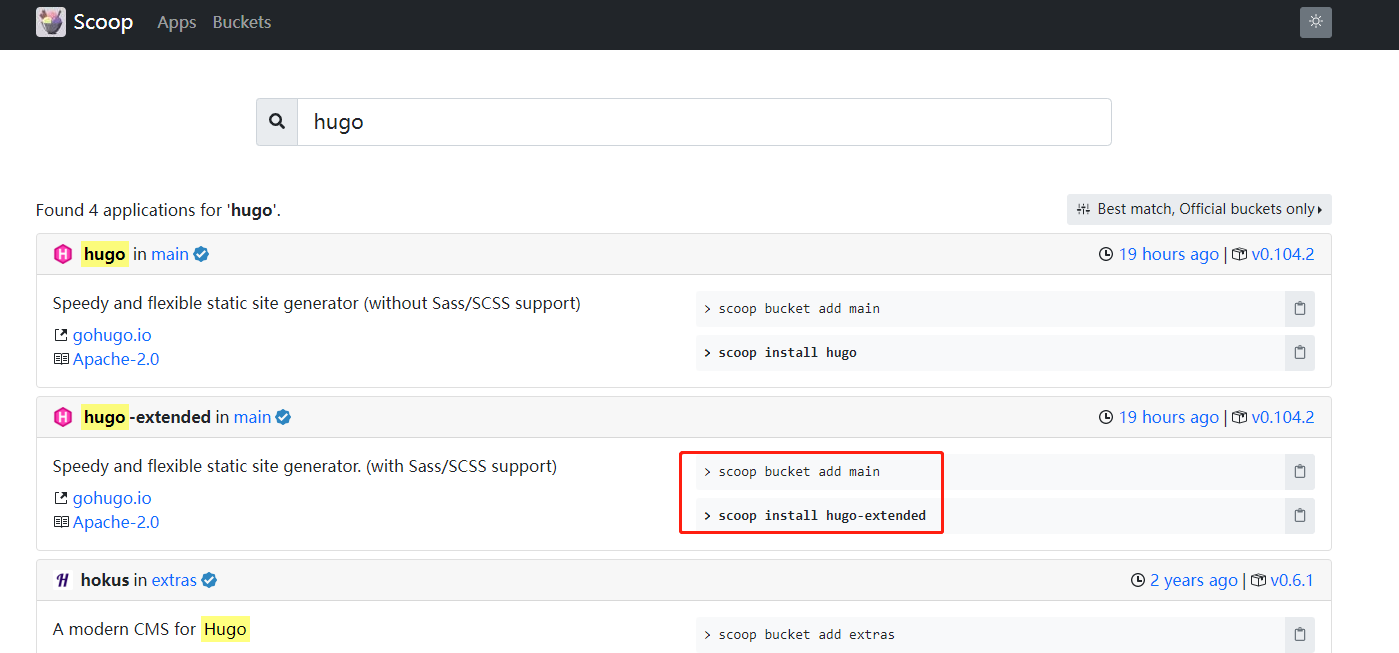 Scoop Apps Buckets
hugo
Found 4 applications for 'hugo'.
Best match, Official buckets only
hugo in main
19 hours ago | v0.104.2
Speedy and flexible static site generator (without Sass/SCSS support)
gohugo.io
Apache-2.0
> scoop bucket add main
> scoop install hugo
hugo-extended in main
19 hours ago | v0.104.2
Speedy and flexible static site generator. (with Sass/SCSS support)
gohugo.io
Apache-2.0
> scoop bucket add main
> scoop install hugo-extended
hokus in extras
2 years ago | v0.6.1
A modern CMS for Hugo
> scoop bucket add extras